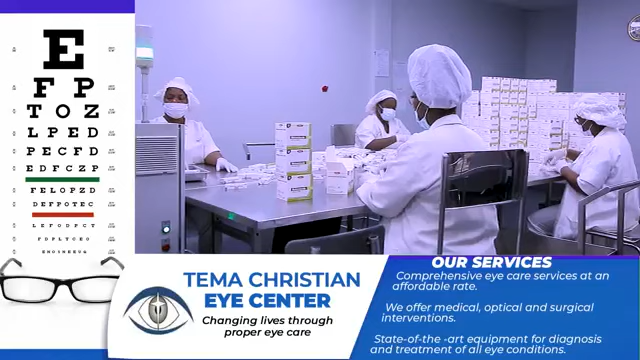 E
F P
T O Z
L P E D
P E C F D
E D F C Z P
F E L O P Z D
D E F P O T E C
L E F O D P C T
F D P L T C E O
TEMA CHRISTIAN
EYE CENTER
Changing lives through
proper eye care
OUR SERVICES
Comprehensive eye care services at an
affordable rate.
We offer medical, optical and surgical
interventions.
State-of-the -art equipment for diagnosis
and treatment of all eye conditions.